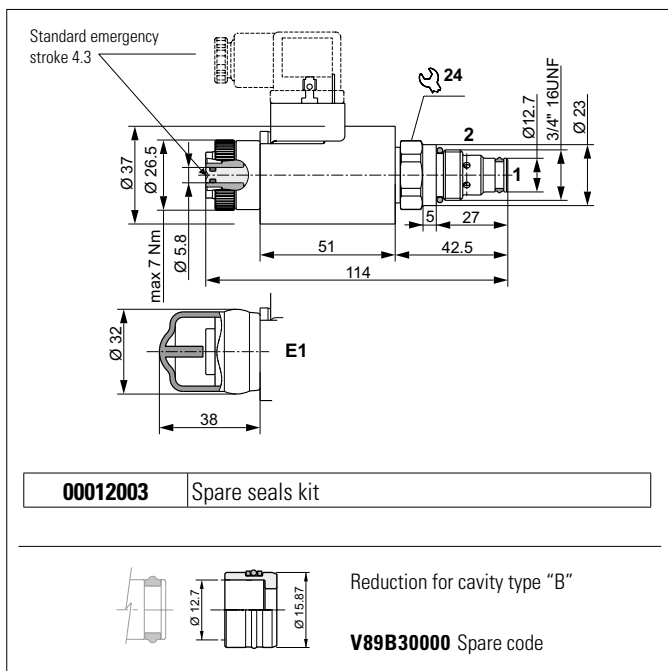 Standard emergency
stroke 4.3
24
2
1
Ø12.7
3/4" 16UNF
Ø 23
Ø 37
Ø 26.5
max 7 Nm
Ø 5.8
5
27
51
42.5
114
Ø 32
E1
38
00012003 Spare seals kit
Reduction for cavity type “B”
Ø 12.7
Ø 15.87
V89B30000 Spare code